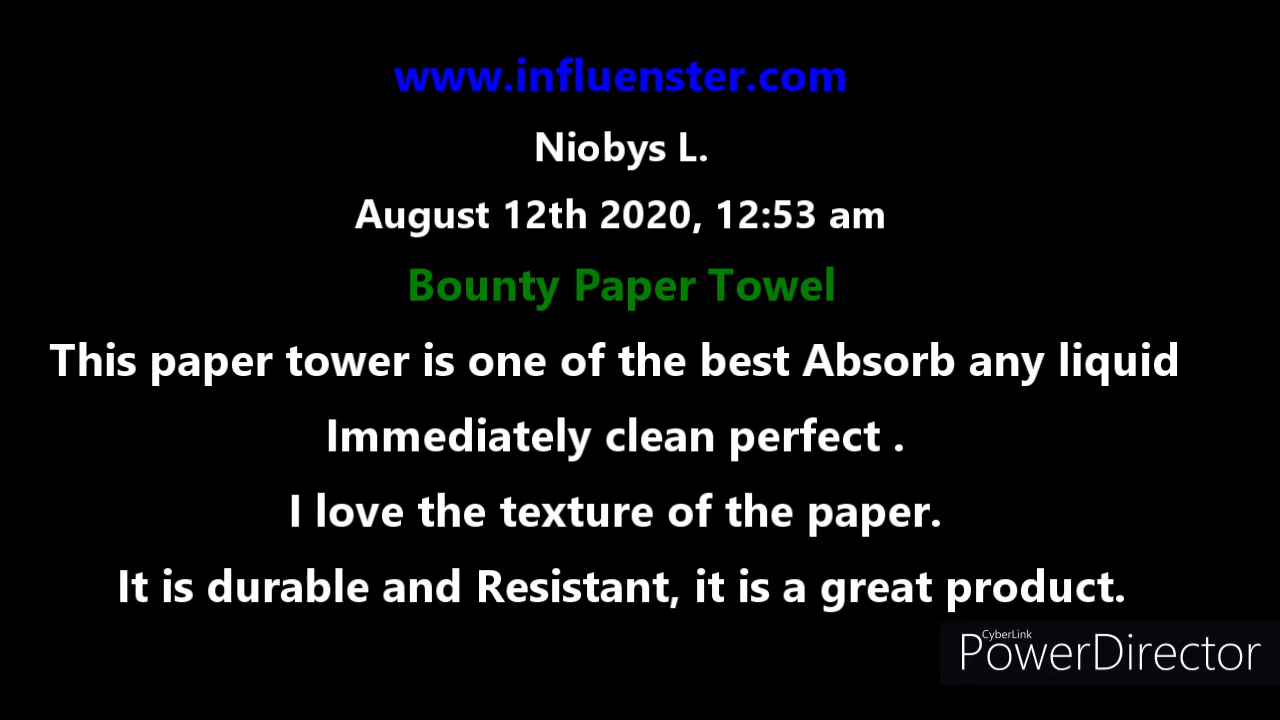 www.influenster.com
Niobys L.
August 12th 2020, 12:53 am
Bounty Paper Towel
This paper tower is one of the best Absorb any liquid
Immediately clean perfect .
I love the texture of the paper.
It is durable and Resistant, it is a great product.
CyberLink
PowerDirector